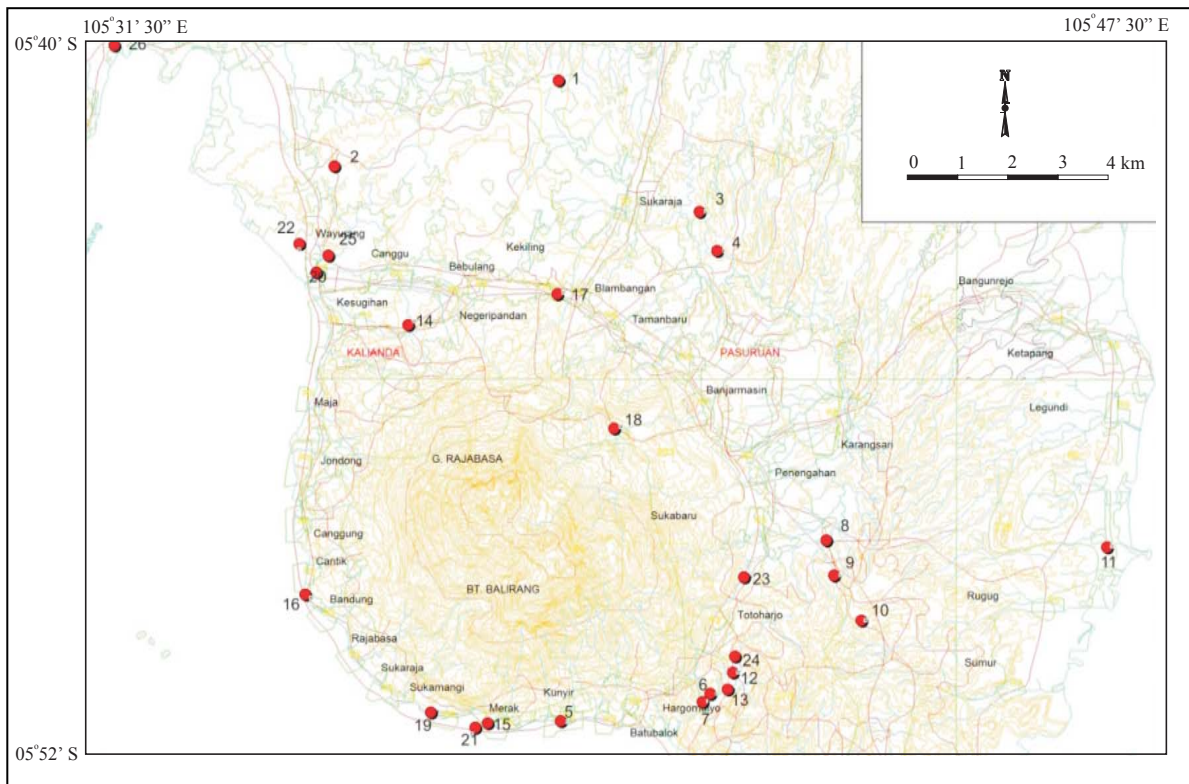 105°31' 30" E
105°47' 30" E
05°40' S
26
1
N
0 1 2 3 4 km
2
Sukaraja
3
22
Wayurang
25
4
Canggu
Kekiling
20
Bebulang
Bangunrejo
Kesugihan
17
Blambangan
14
Negeripandan
Tamanbaru
KALIANDA
PASURUAN
Ketapang
Maja
Banjarmasin
Legundi
18
Karangsari
G. RAJABASA
Jondong
Penengahan
Sukabaru
Canggung
8
Cantik
11
9
23
BT. BALIRANG
16
Bandung
Rugug
Totoharjo
10
Rajabasa
Sukaraja
24
Sumur
12
Sukamangi
Kunyir
6
13
Merak
Hargomulyo
7
19
15
5
21
Batubalok
05°52' S